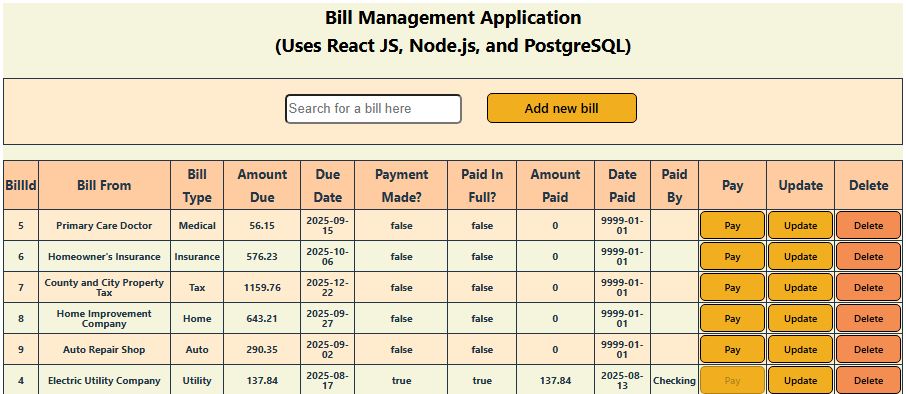 Bill Management Application
(Uses React JS, Node.js, and PostgreSQL)
Search for a bill here Add new bill
BillId Bill From Bill Type Amount Due Due Date Payment Made? Paid In Full? Amount Paid Date Paid Paid By Pay Update Delete
5 Primary Care Doctor Medical 56.15 2025-09-15 false false 0 9999-01-01 Pay Update Delete
6 Homeowner's Insurance Insurance 576.23 2025-10-06 false false 0 9999-01-01 Pay Update Delete
7 County and City Property Tax Tax 1159.76 2025-12-22 false false 0 9999-01-01 Pay Update Delete
8 Home Improvement Company Home 643.21 2025-09-27 false false 0 9999-01-01 Pay Update Delete
9 Auto Repair Shop Auto 290.35 2025-09-02 false false 0 9999-01-01 Pay Update Delete
4 Electric Utility Company Utility 137.84 2025-08-17 true true 137.84 2025-08-13 Checking Pay Update Delete